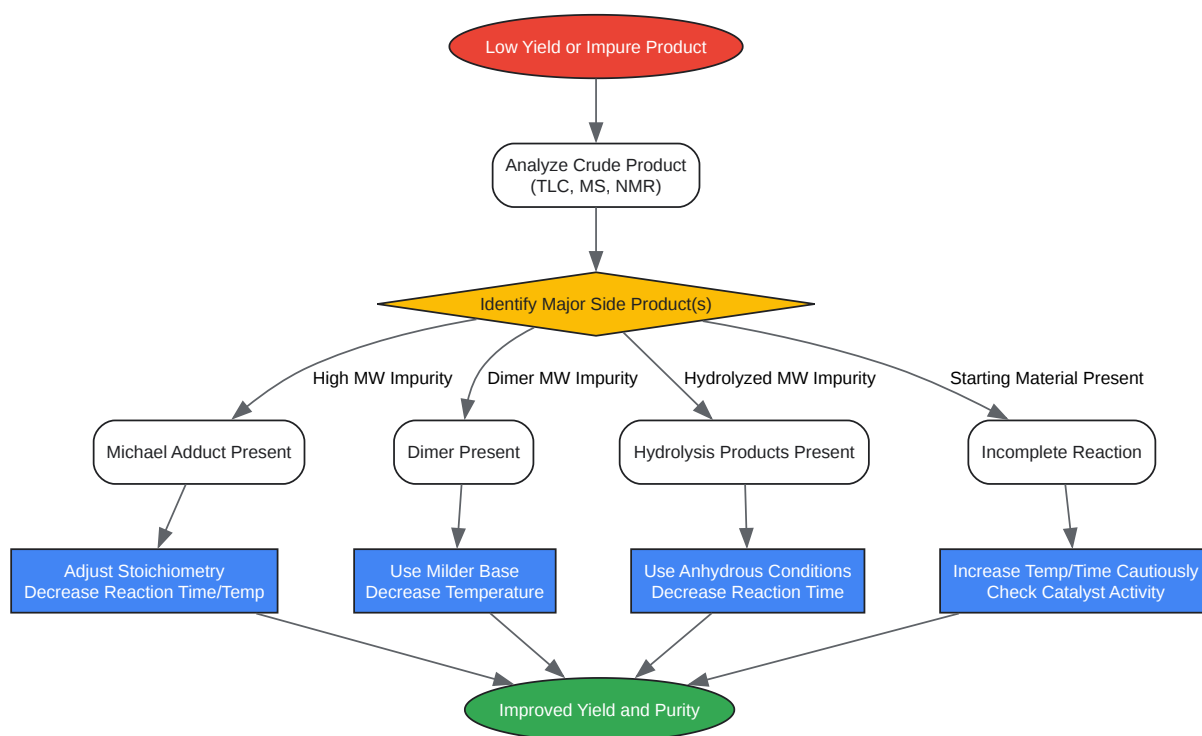 Low Yield or Impure Product
Analyze Crude Product
(TLC, MS, NMR)
Identify Major Side Product(s)
High MW Impurity
Dimer MW Impurity
Hydrolyzed MW Impurity
Starting Material Present
Michael Adduct Present
Dimer Present
Hydrolysis Products Present
Incomplete Reaction
Adjust Stoichiometry
Decrease Reaction Time/Temp
Use Milder Base
Decrease Temperature
Use Anhydrous Conditions
Decrease Reaction Time
Increase Temp/Time Cautiously
Check Catalyst Activity
Improved Yield and Purity